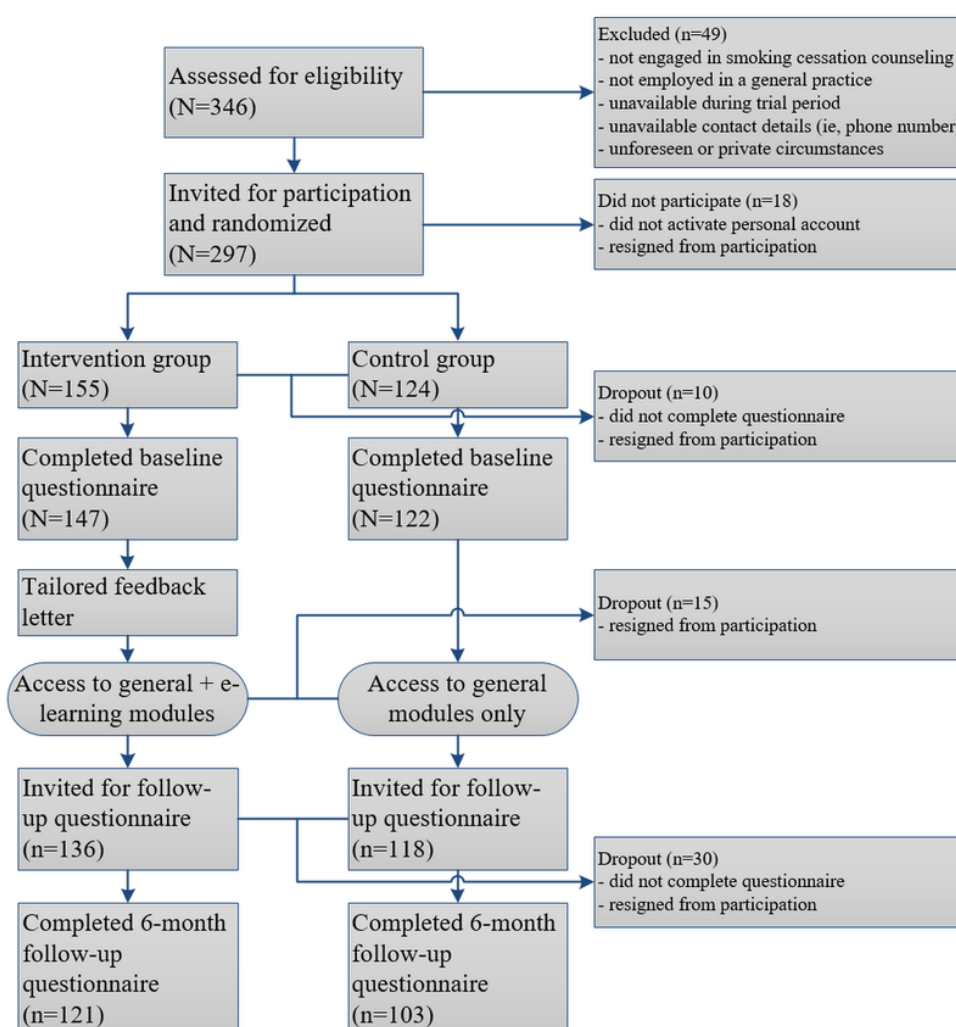 Assessed for eligibility
(N=346)
Excluded (n=49)
- not engaged in smoking cessation counseling
- not employed in a general practice
- unavailable during trial period
- unavailable contact details (ie, phone number
- unforeseen or private circumstances
Invited for participation
and randomized
(N=297)
Did not participate (n=18)
- did not activate personal account
- resigned from participation
Intervention group
(N=155)
Control group
(N=124)
Dropout (n=10)
- did not complete questionnaire
- resigned from participation
Completed baseline
questionnaire
(N=147)
Completed baseline
questionnaire
(N=122)
Tailored feedback
letter
Dropout (n=15)
- resigned from participation
Access to general + e-
learning modules
Access to general
modules only
Invited for follow-
up questionnaire
(n=136)
Invited for follow-
up questionnaire
(n=118)
Dropout (n=30)
- did not complete questionnaire
- resigned from participation
Completed 6-month
follow-up
questionnaire
(n=121)
Completed 6-month
follow-up
questionnaire
(n=103)